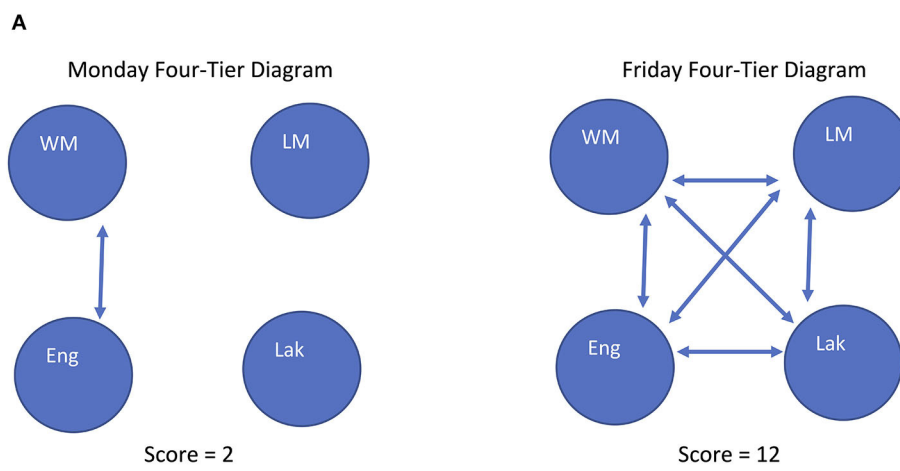 A
Monday Four-Tier Diagram
WM
LM
Eng
Lak
Score = 2
Friday Four-Tier Diagram
WM
LM
Eng
Lak
Score = 12